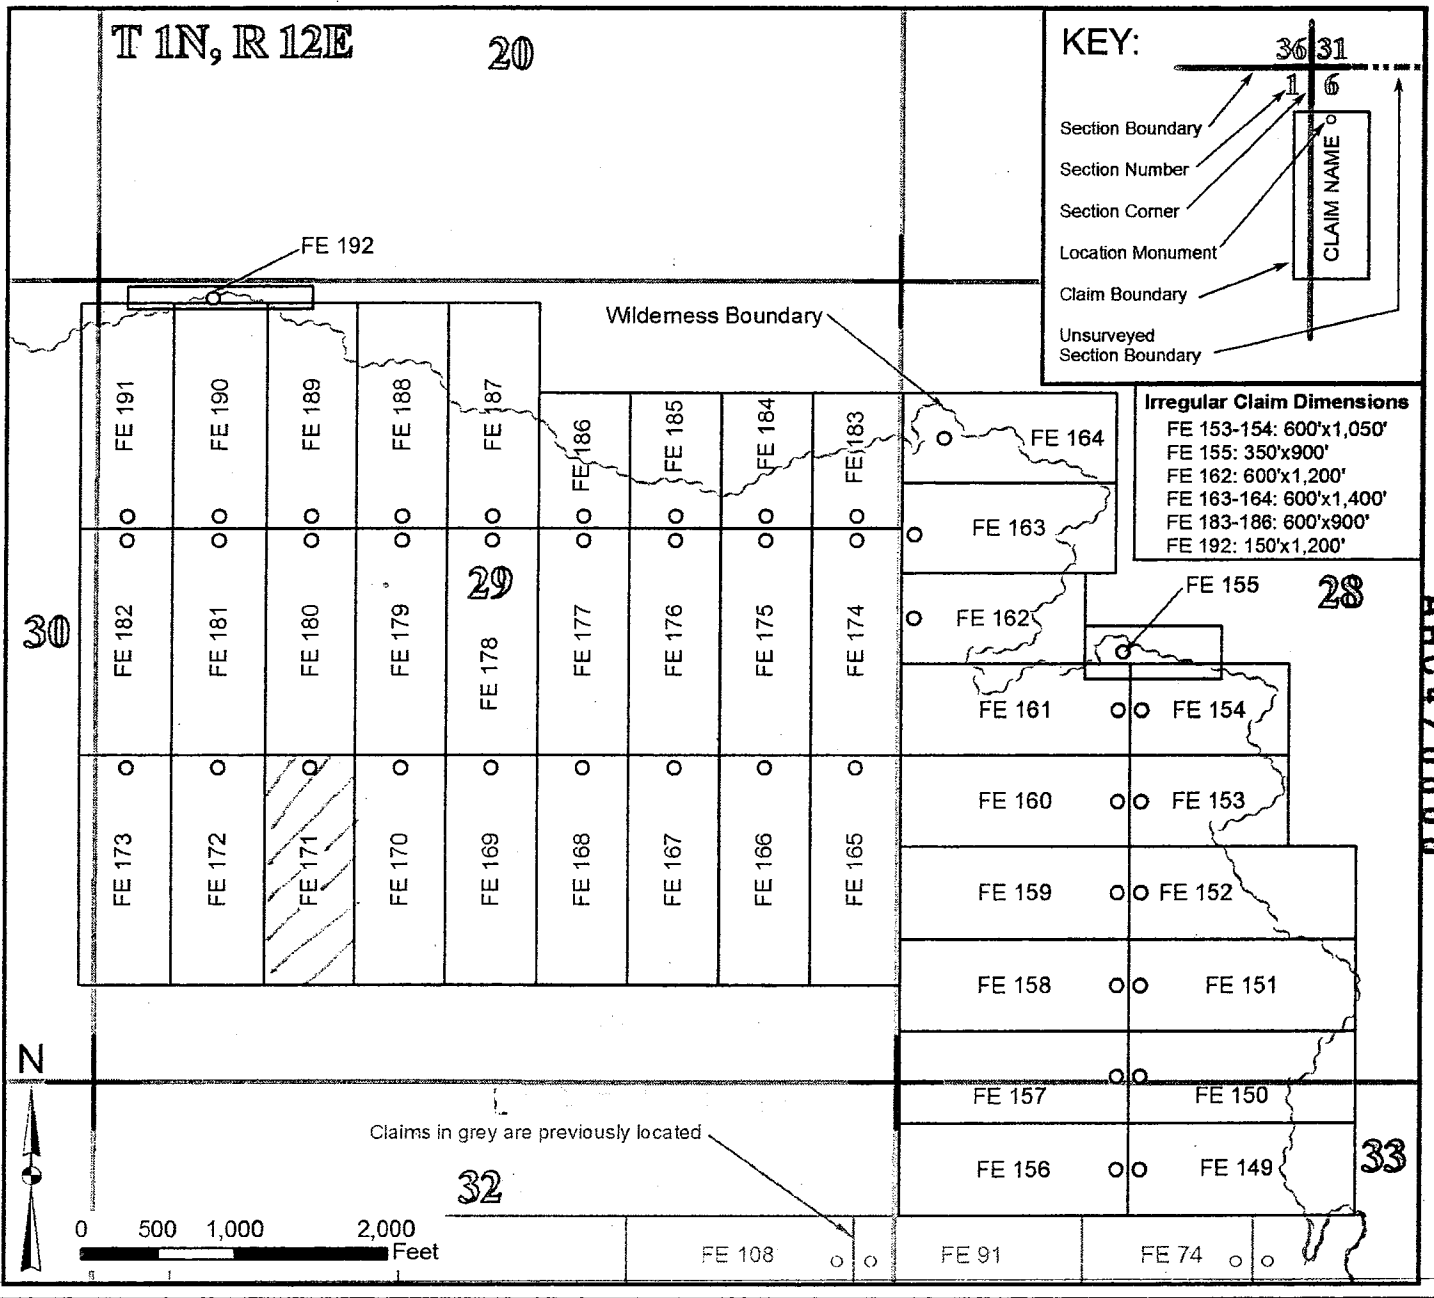 T 1N, R 12E
20
KEY:
36 31
1 6
Section Boundary
Section Number
Section Corner
Location Monument
Claim Boundary
Unsurveyed
Section Boundary
CLAIM NAME
FE 192
Wilderness Boundary
Irregular Claim Dimensions
FE 153-154: 600'x1,050'
FE 155: 350'x900'
FE 162: 600'x1,200'
FE 163-164: 600'x1,400'
FE 183-186: 600'x900'
FE 192: 150'x1,200'
FE 191
FE 190
FE 189
FE 188
FE 187
FE 186
FE 185
FE 184
FE 183
FE 164
FE 163
29
28
30
FE 155
FE 182
FE 181
FE 180
FE 179
FE 178
FE 177
FE 176
FE 175
FE 174
FE 162
FE 161
FE 154
FE 160
FE 153
FE 173
FE 172
FE 171
FE 170
FE 169
FE 168
FE 167
FE 166
FE 165
FE 159
FE 152
FE 158
FE 151
N
FE 157
FE 150
Claims in grey are previously located
FE 156
FE 149
33
32
0 500 1,000 2,000
Feet
FE 108
FE 91
FE 74